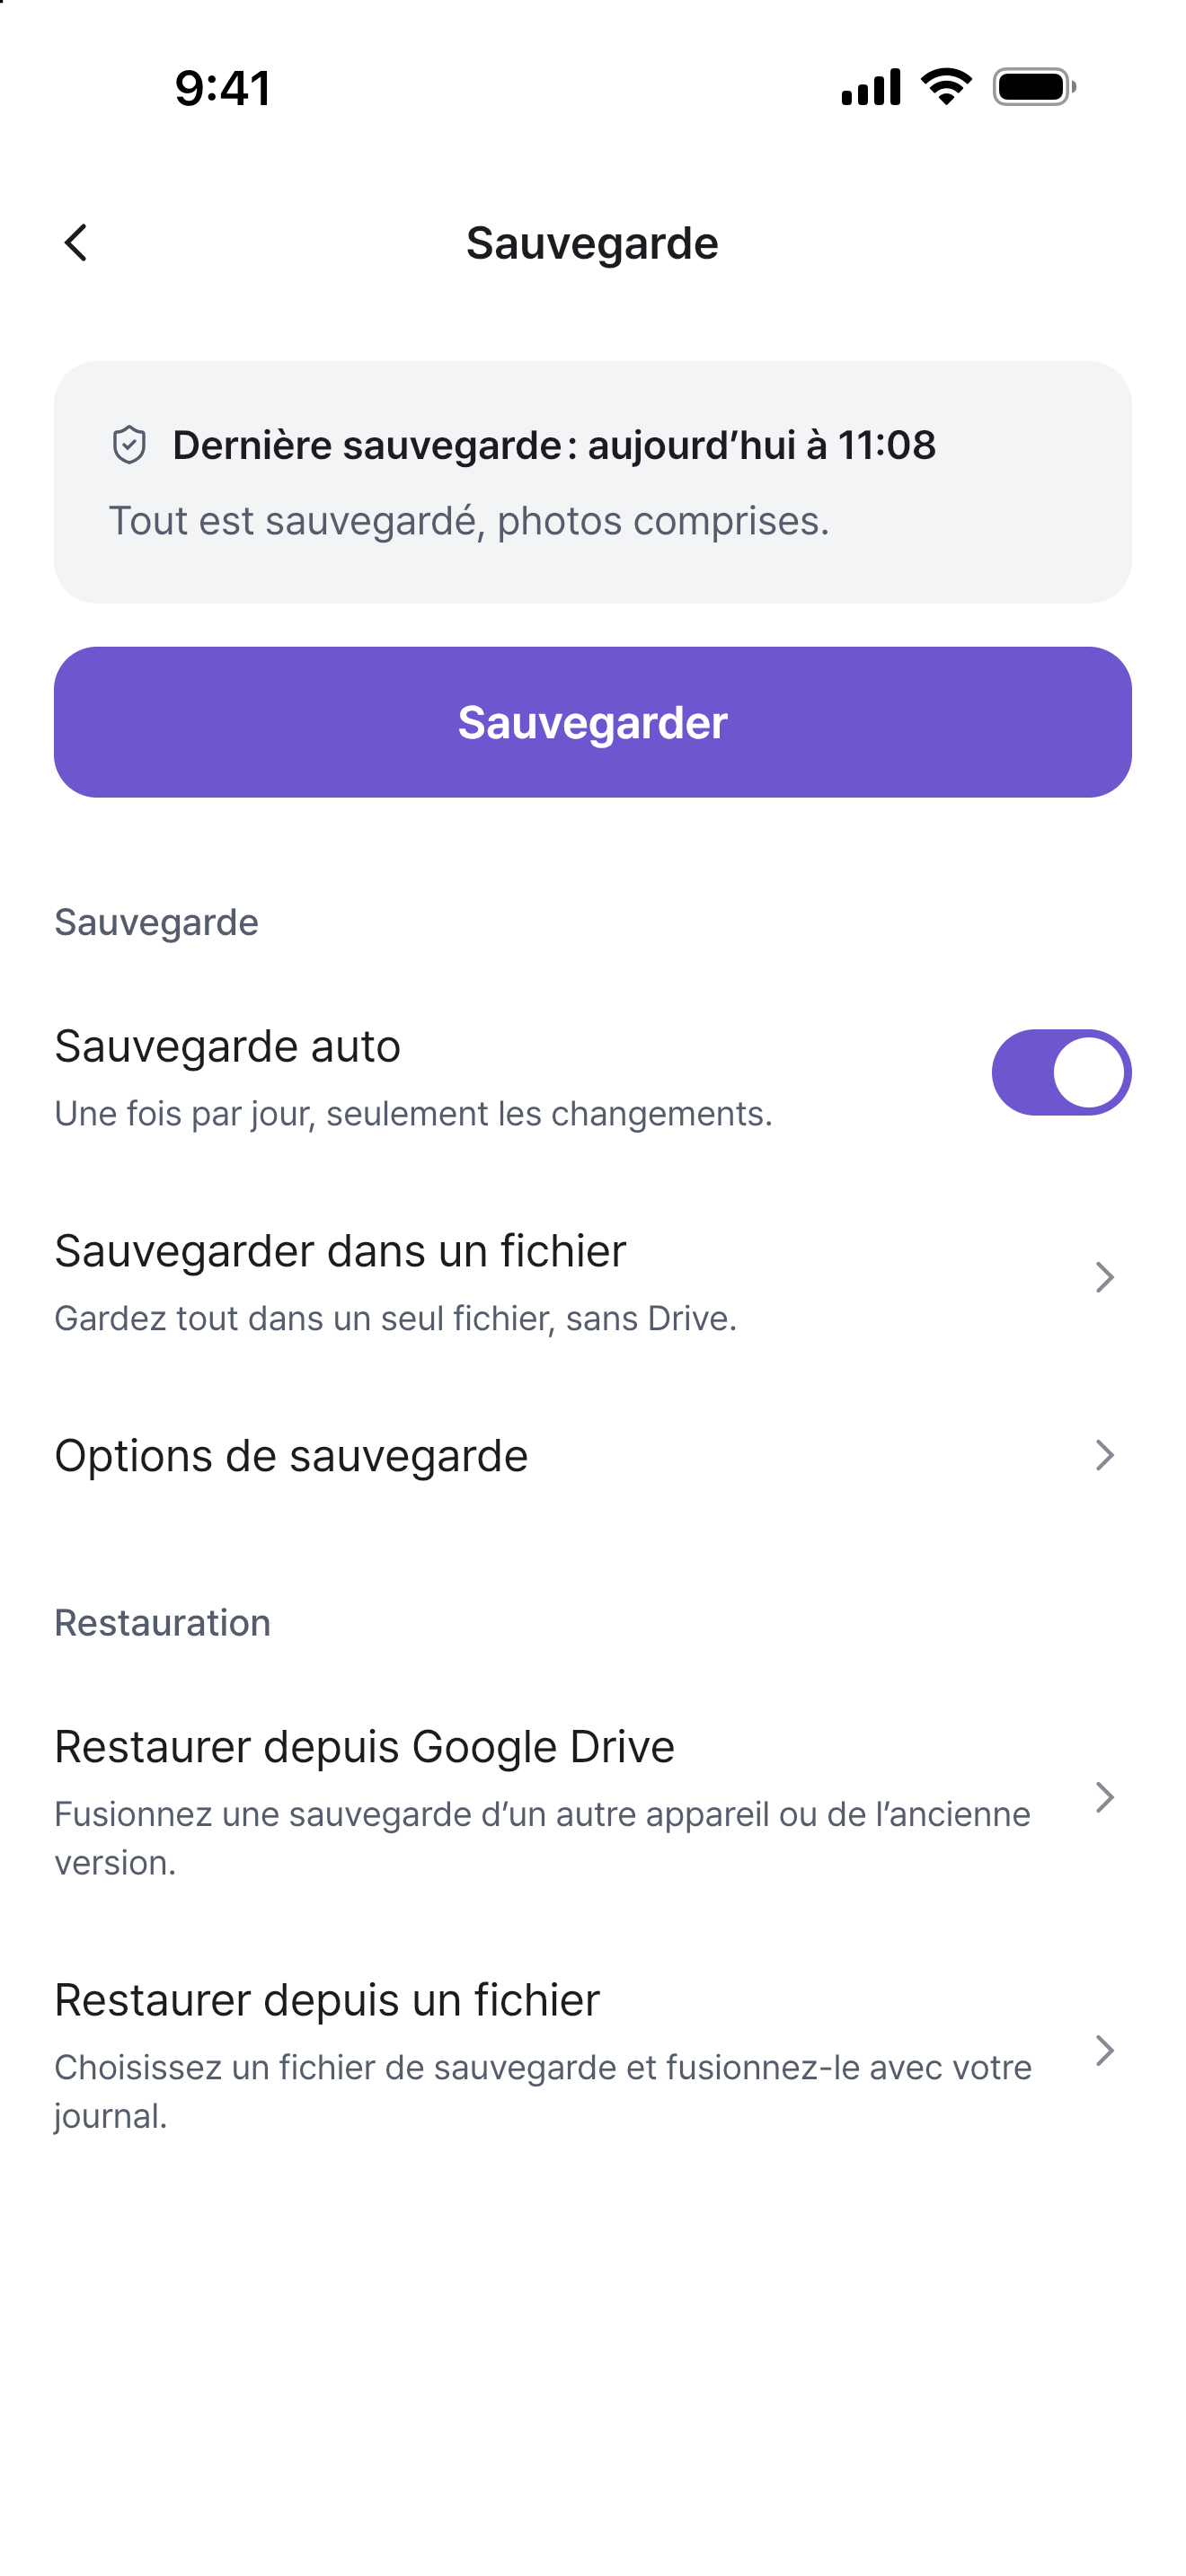 9:41
Sauvegarde
Dernière sauvegarde : aujourd’hui à 11:08
Tout est sauvegardé, photos comprises.
Sauvegarder
Sauvegarde
Sauvegarde auto
Une fois par jour, seulement les changements.
Sauvegarder dans un fichier
Gardez tout dans un seul fichier, sans Drive.
Options de sauvegarde
Restauration
Restaurer depuis Google Drive
Fusionnez une sauvegarde d’un autre appareil ou de l’ancienne
version.
Restaurer depuis un fichier
Choisissez un fichier de sauvegarde et fusionnez-le avec votre
journal.